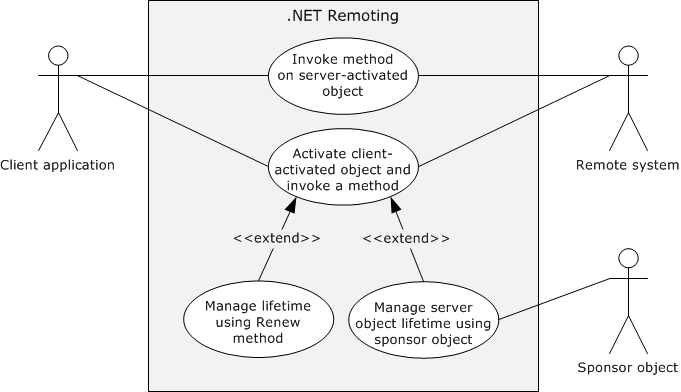 .NET Remoting
Invoke method
on server-activated
object
Client application
Remote system
Activate client-
activated object and
invoke a method
<<extend>>
<<extend>>
Manage lifetime
using Renew
method
Manage server
object lifetime using
sponsor object
Sponsor object